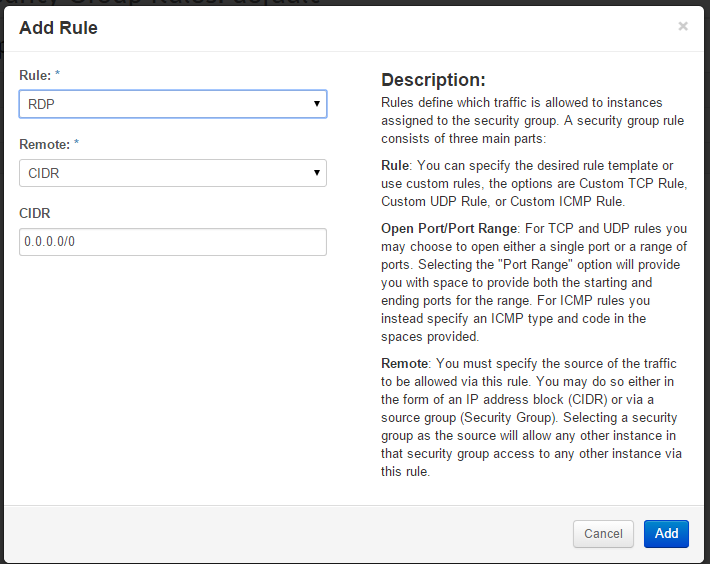 Security Group Rules: default
Add Rule
×
Rule: *
RDP
Remote: *
CIDR
CIDR
0.0.0.0/0
Description:
Rules define which traffic is allowed to instances
assigned to the security group. A security group rule
consists of three main parts:
Rule: You can specify the desired rule template or
use custom rules, the options are Custom TCP Rule,
Custom UDP Rule, or Custom ICMP Rule.
Open Port/Port Range: For TCP and UDP rules you
may choose to open either a single port or a range of
ports. Selecting the "Port Range" option will provide
you with space to provide both the starting and
ending ports for the range. For ICMP rules you
instead specify an ICMP type and code in the
spaces provided.
Remote: You must specify the source of the traffic
to be allowed via this rule. You may do so either in
the form of an IP address block (CIDR) or via a
source group (Security Group). Selecting a security
group as the source will allow any other instance in
that security group access to any other instance via
this rule.
Cancel
Add